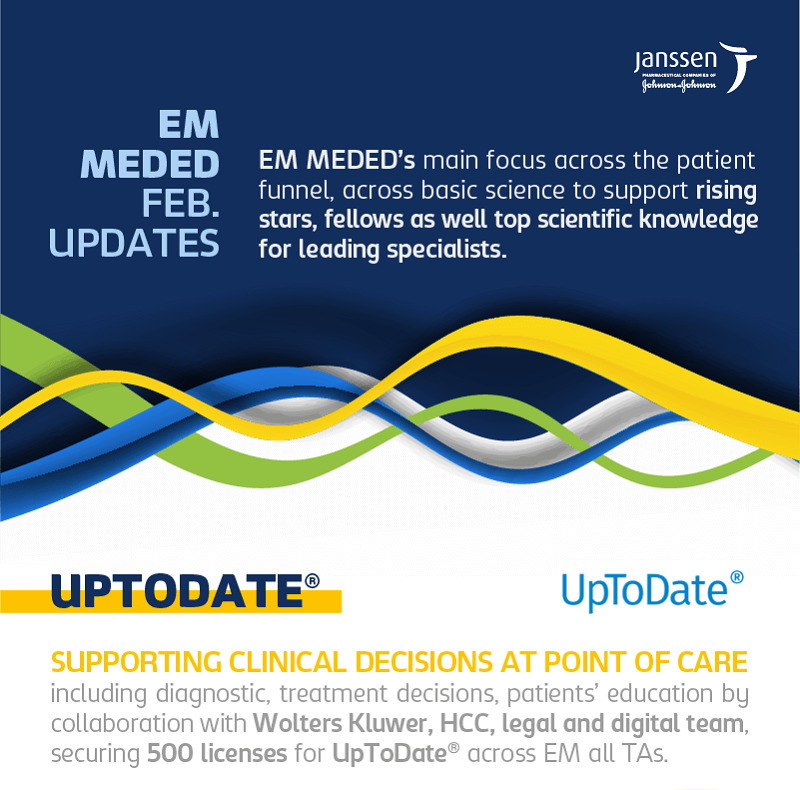 janssen
PHARMACEUTICAL COMPANIES OF
Johnson & Johnson
EM
MEDED
FEB.
UPDATES
EM MEDED's main focus across the patient
funnel, across basic science to support rising
stars, fellows as well top scientific knowledge
for leading specialists.
UPTODATE®
UpToDate®
SUPPORTING CLINICAL DECISIONS AT POINT OF CARE
including diagnostic, treatment decisions, patients' education by
collaboration with Wolters Kluwer, HCC, legal and digital team,
securing 500 licenses for UpToDate® across EM all TAs.